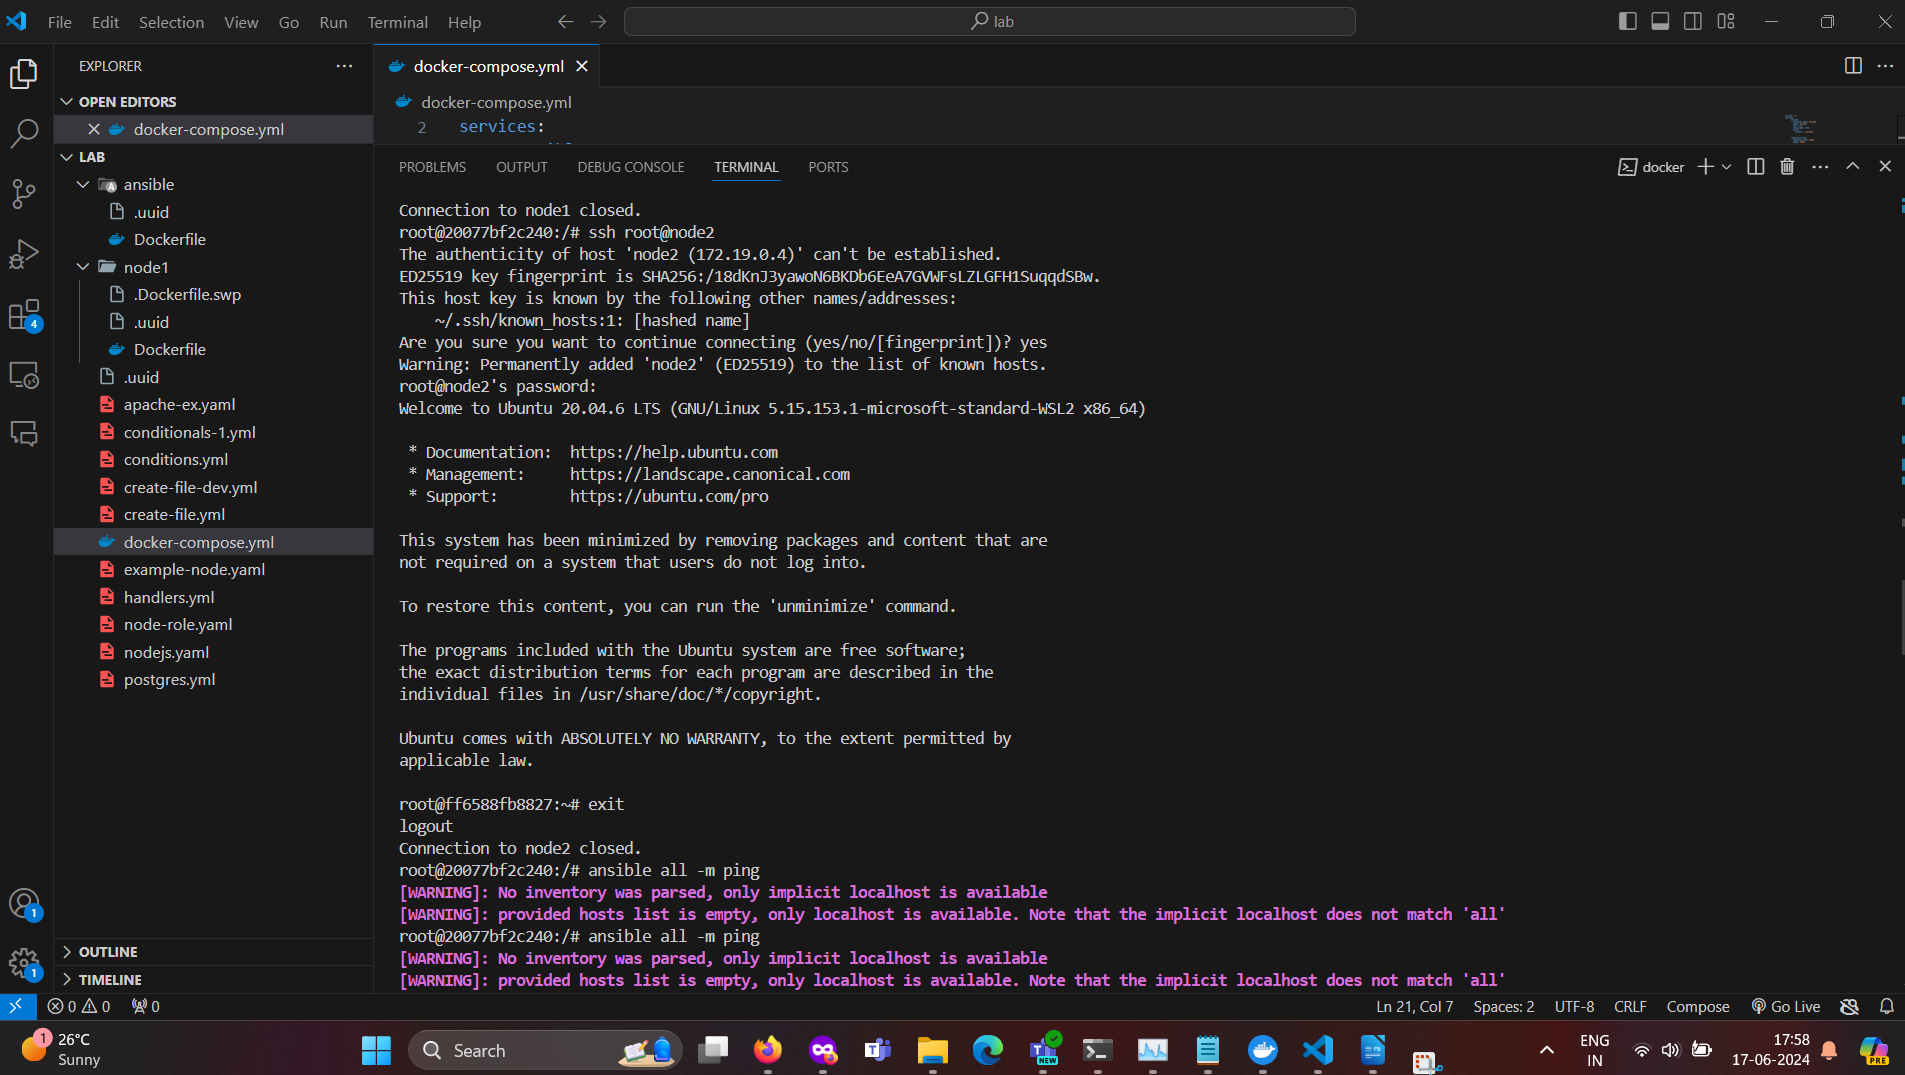 File Edit Selection View Go Run Terminal Help
lab
EXPLORER
OPEN EDITORS
docker-compose.yml
LAB
ansible
.uuid
Dockerfile
node1
.Dockerfile.swp
.uuid
Dockerfile
.uuid
apache-ex.yaml
conditionals-1.yml
conditions.yml
create-file-dev.yml
create-file.yml
docker-compose.yml
example-node.yaml
handlers.yml
node-role.yaml
nodejs.yaml
postgres.yml
OUTLINE
TIMELINE
4
1
1
docker-compose.yml
docker-compose.yml
2 services:
PROBLEMS OUTPUT DEBUG CONSOLE TERMINAL PORTS
docker
Connection to node1 closed.
root@20077bf2c240:/# ssh root@node2
The authenticity of host 'node2 (172.19.0.4)' can't be established.
ED25519 key fingerprint is SHA256:/18dKnJ3yawoN6BKDb6EeA7GVWFsLZLGFH1SuqqdSBw.
This host key is known by the following other names/addresses:
~/.ssh/known_hosts:1: [hashed name]
Are you sure you want to continue connecting (yes/no/[fingerprint])? yes
Warning: Permanently added 'node2' (ED25519) to the list of known hosts.
root@node2's password:
Welcome to Ubuntu 20.04.6 LTS (GNU/Linux 5.15.153.1-microsoft-standard-WSL2 x86_64)
* Documentation: https://help.ubuntu.com
* Management: https://landscape.canonical.com
* Support: https://ubuntu.com/pro
This system has been minimized by removing packages and content that are
not required on a system that users do not log into.
To restore this content, you can run the 'unminimize' command.
The programs included with the Ubuntu system are free software;
the exact distribution terms for each program are described in the
individual files in /usr/share/doc/*/copyright.
Ubuntu comes with ABSOLUTELY NO WARRANTY, to the extent permitted by
applicable law.
root@ff6588fb8827:~# exit
logout
Connection to node2 closed.
root@20077bf2c240:/# ansible all -m ping
[WARNING]: No inventory was parsed, only implicit localhost is available
[WARNING]: provided hosts list is empty, only localhost is available. Note that the implicit localhost does not match 'all'
root@20077bf2c240:/# ansible all -m ping
[WARNING]: No inventory was parsed, only implicit localhost is available
[WARNING]: provided hosts list is empty, only localhost is available. Note that the implicit localhost does not match 'all'
0 0 0
Ln 21, Col 7 Spaces: 2 UTF-8 CRLF Compose Go Live
1
26°C
Sunny
Search
NEW
ENG
IN
17:58
17-06-2024
PRE